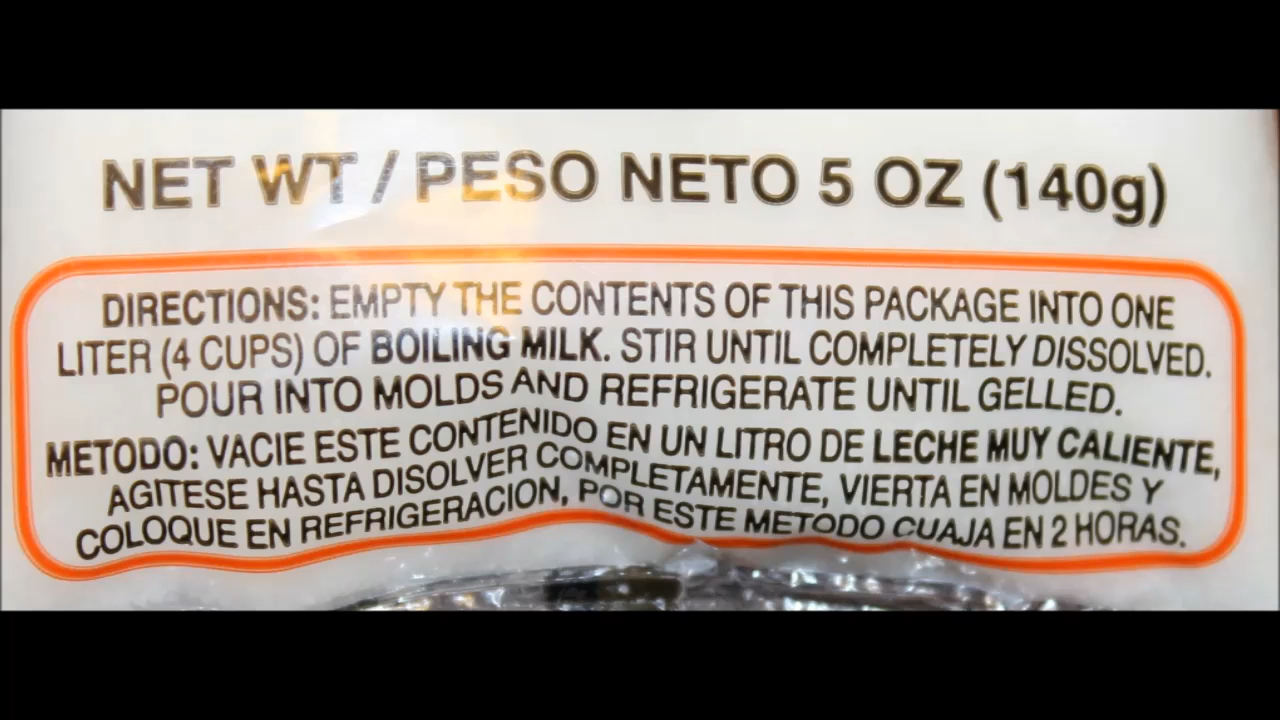 NET WT / PESO NETO 5 OZ (140g)
DIRECTIONS: EMPTY THE CONTENTS OF THIS PACKAGE INTO ONE
LITER (4 CUPS) OF BOILING MILK. STIR UNTIL COMPLETELY DISSOLVED.
POUR INTO MOLDS AND REFRIGERATE UNTIL GELLED.
METODO: VACIE ESTE CONTENIDO EN UN LITRO DE LECHE MUY CALIENTE,
AGITESE HASTA DISOLVER COMPLETAMENTE, VIERTA EN MOLDES Y
COLOQUE EN REFRIGERACION, POR ESTE METODO CUAJA EN 2 HORAS.